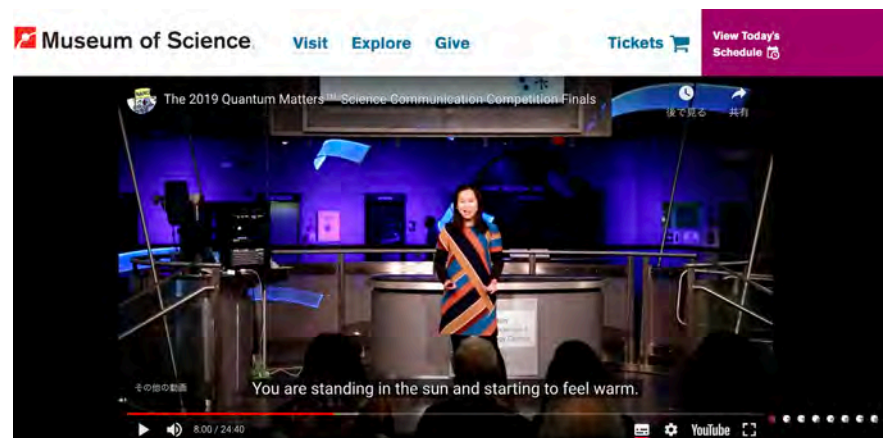 Museum of Science
Visit Explore Give
Tickets
View Today's
Schedule
The 2019 Quantum Matters™ Science Communication Competition Finals
後で見る 共有
その他の動画
You are standing in the sun and starting to feel warm.
8:00 / 24:40
YouTube